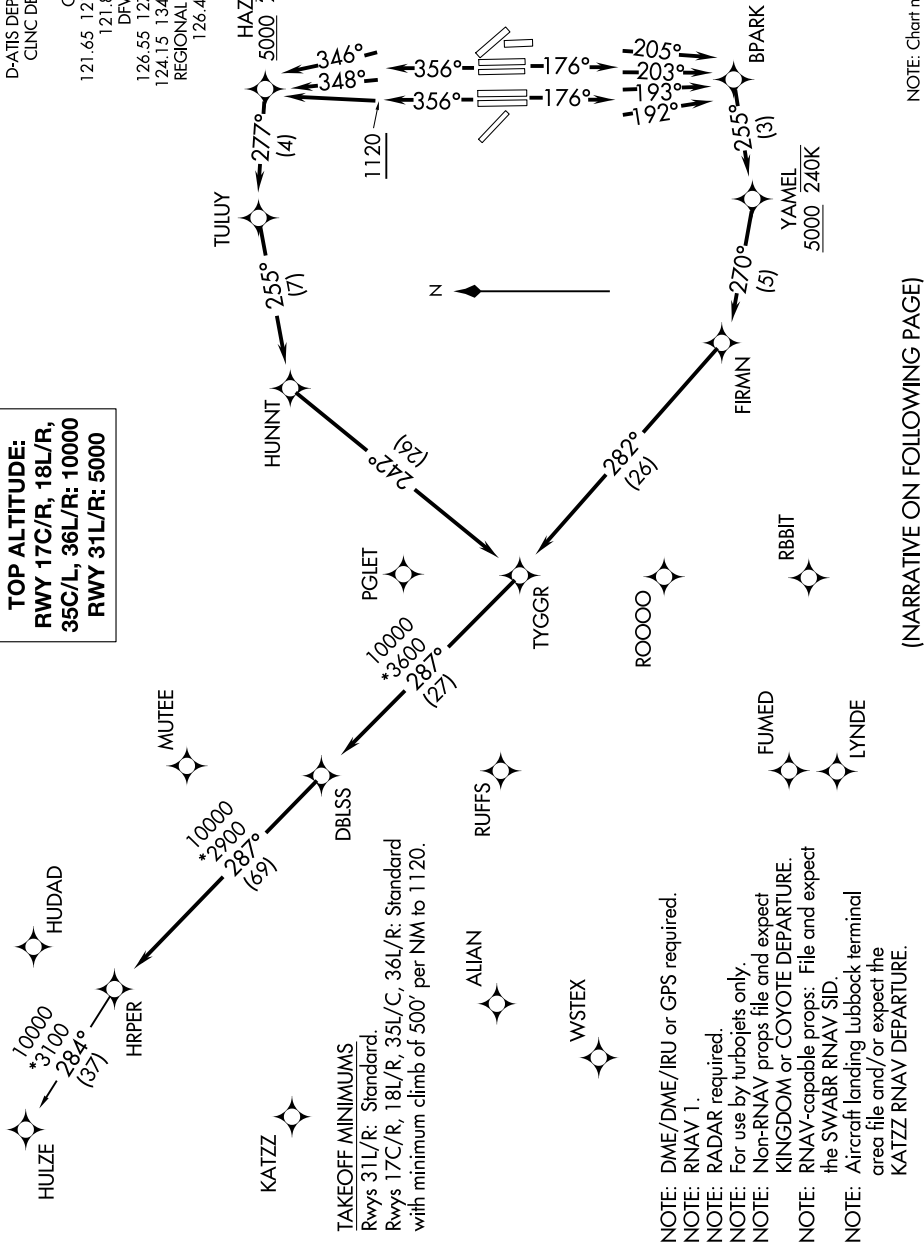 TOP ALTITUDE:
RWY 17C/R, 18L/R,
35C/L, 36L/R: 10000
RWY 31L/R: 5000
D-ATIS DEP
CLNC DE
121.65 12
121.8
DFW
126.55
124.15 134
REGIONAL
126.4
HAZ
5000
346°
348°
356°
356°
1120
176°
176°
205°
203°
193°
192°
BPARK
277°
(4)
TULUY
255°
(7)
HUNNT
242°
(26)
255°
(3)
YAMEL
5000 240K
270°
(5)
FIRMN
282°
(26)
N
PGLET
TYGGR
ROOOO
RBBIT
10000
*3600
287°
(27)
MUTEE
DBLSS
RUFFS
FUMED
LYNDE
10000
*2900
287°
(69)
HUDAD
HRPER
10000
*3100
284°
(37)
HULZE
KATZZ
ALIAN
WSTEX
TAKEOFF MINIMUMS
Rwys 31L/R: Standard.
Rwys 17C/R, 18L/R, 35L/C, 36L/R: Standard
with minimum climb of 500' per NM to 1120.
NOTE: DME/DME/IRU or GPS required.
NOTE: RNAV 1.
NOTE: RADAR required.
NOTE: For use by turbojets only.
NOTE: Non-RNAV props file and expect
KINGDOM or COYOTE DEPARTURE.
NOTE: RNAV-capable props: File and expect
the SWABR RNAV SID.
NOTE: Aircraft landing Lubbock terminal
area file and/or expect the
KATZZ RNAV DEPARTURE.
(NARRATIVE ON FOLLOWING PAGE)
NOTE: Chart n